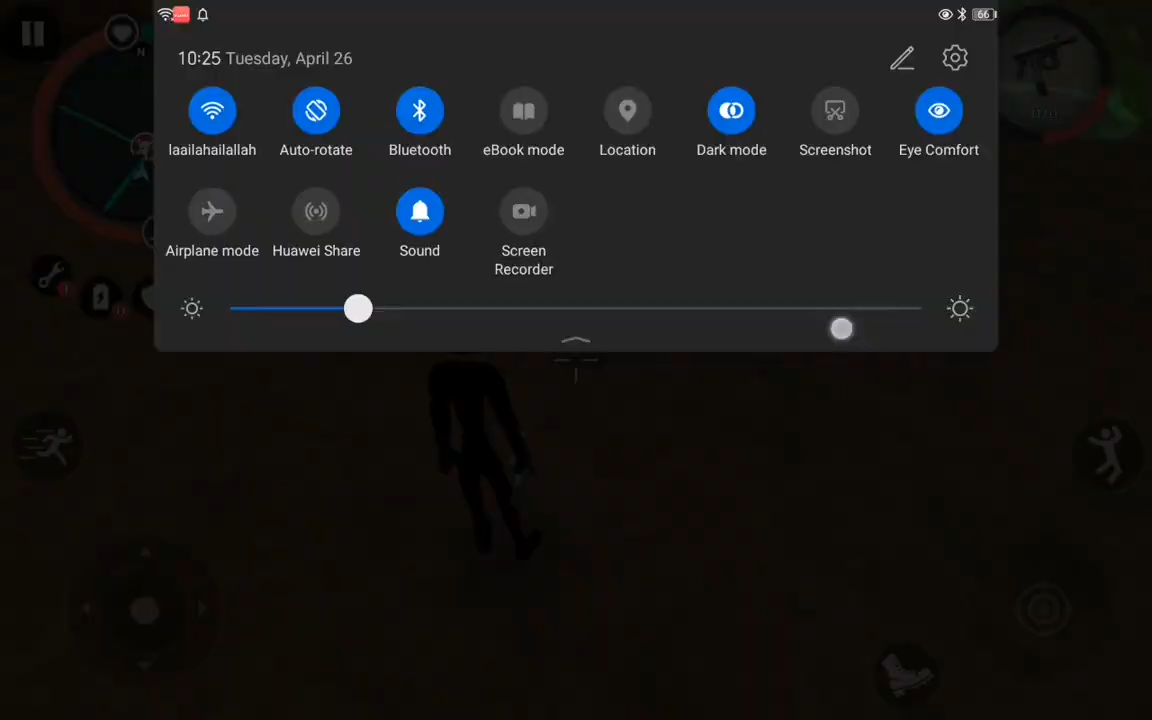 66
10:25 Tuesday, April 26
laailahailallah
Auto-rotate
Bluetooth
eBook mode
Location
Dark mode
Screenshot
Eye Comfort
Airplane mode
Huawei Share
Sound
Screen
Recorder
N